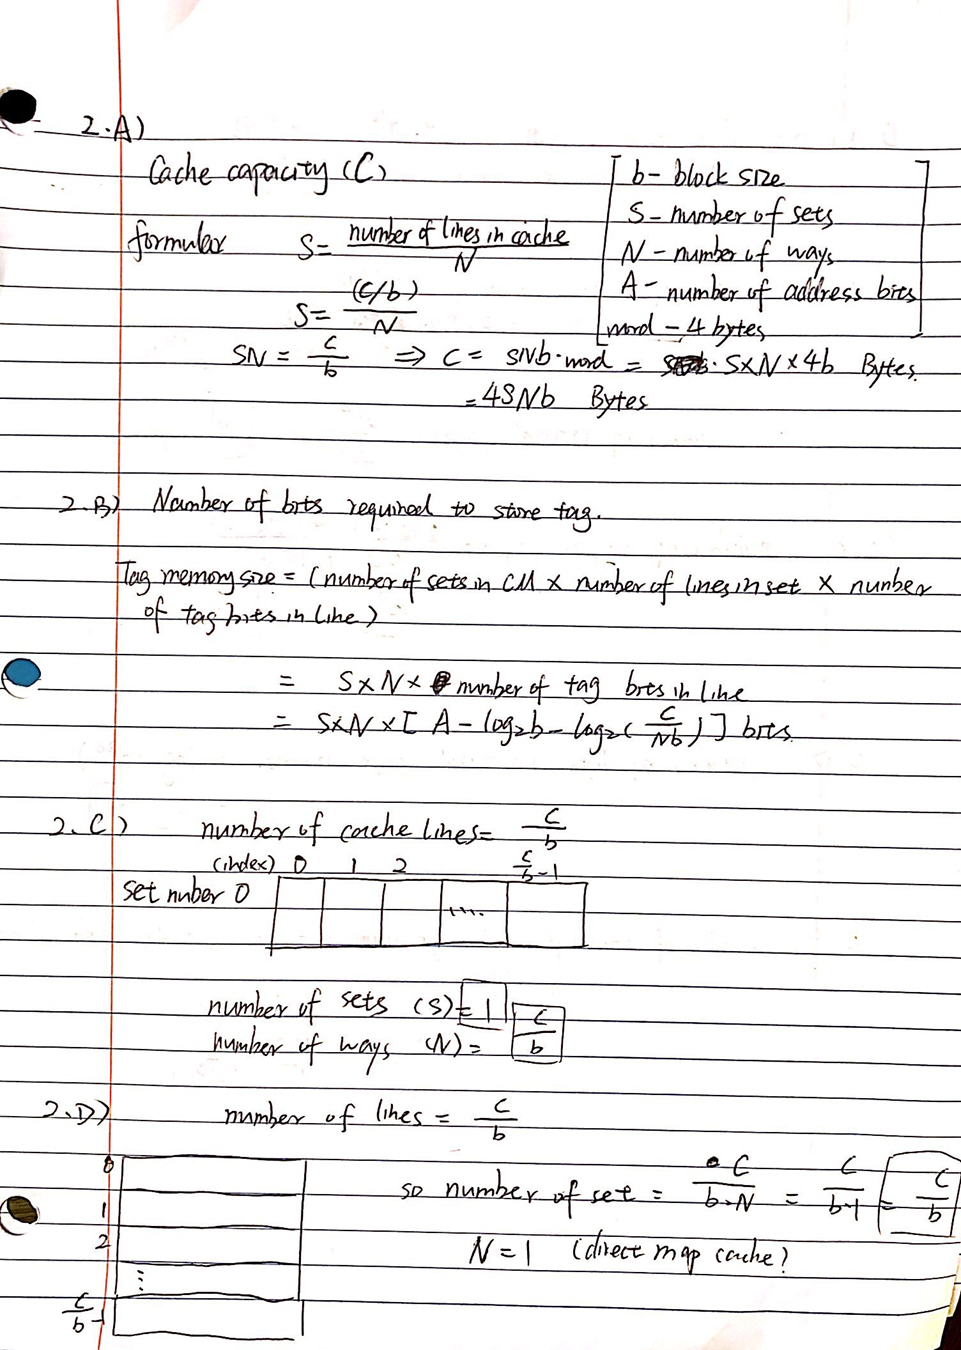 2.A)
Cache capacity (C)
[ b - block size
S - number of sets
N - number of ways
A - number of address bits
word - 4 bytes ]
formular S = number of lines in cache / N
S = (C/b) / N
SN = C/b ⇒ C = SNb·word = S×N×4b Bytes.
= 4SNb Bytes
2.B) Number of bits required to store tag.
Tag memory size = (number of sets in CM × number of lines in set × number
of tag bits in line)
= S×N× number of tag bits in line
= S×N×[ A - log₂b - log₂( C/Nb ) ] bits
2.C) number of cache lines = C/b
(index) 0 1 2 C/b -1
set nuber 0 ....
number of sets (S) = 1
number of ways (N) = C/b
2.D) number of lines = C/b
0
1
2
⋮
C/b -1
so number of set = C/b·N = C/b·1 = C/b
N = 1 (direct map cache)